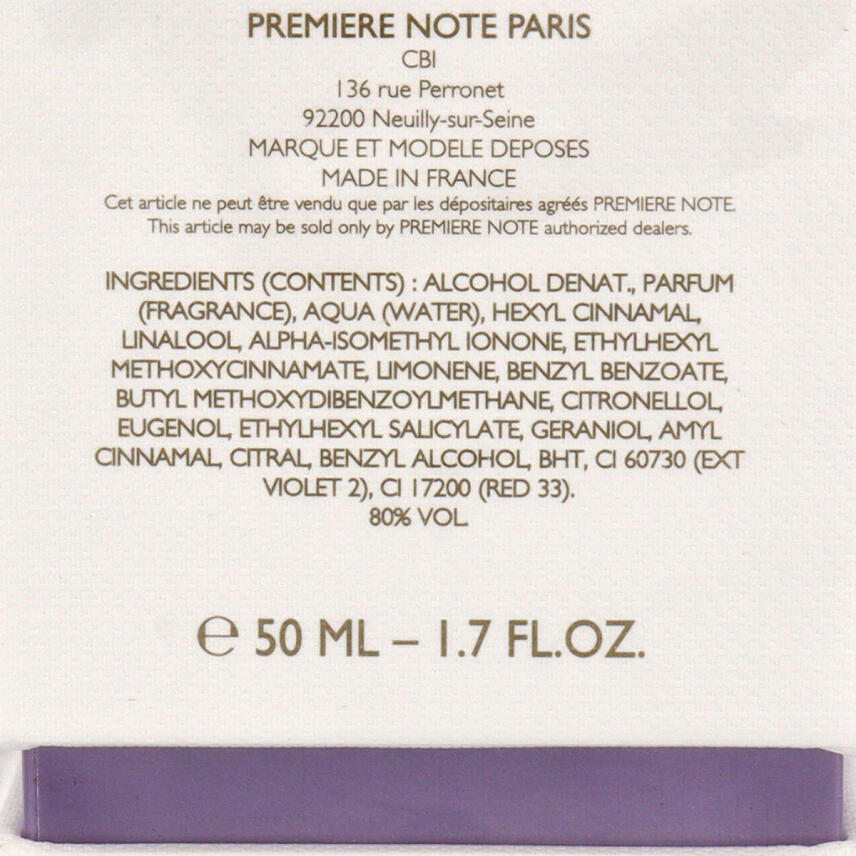 PREMIERE NOTE PARIS
CBI
136 rue Perronet
92200 Neuilly-sur-Seine
MARQUE ET MODELE DEPOSES
MADE IN FRANCE
Cet article ne peut être vendu que par les dépositaires agréés PREMIERE NOTE.
This article may be sold only by PREMIERE NOTE authorized dealers.
INGREDIENTS (CONTENTS) : ALCOHOL DENAT., PARFUM
(FRAGRANCE), AQUA (WATER), HEXYL CINNAMAL,
LINALOOL, ALPHA-ISOMETHYL IONONE, ETHYLHEXYL
METHOXYCINNAMATE, LIMONENE, BENZYL BENZOATE,
BUTYL METHOXYDIBENZOYLMETHANE, CITRONELLOL,
EUGENOL, ETHYLHEXYL SALICYLATE, GERANIOL, AMYL
CINNAMAL, CITRAL, BENZYL ALCOHOL, BHT, CI 60730 (EXT
VIOLET 2), CI 17200 (RED 33).
80% VOL.
℮ 50 ML – 1.7 FL.OZ.